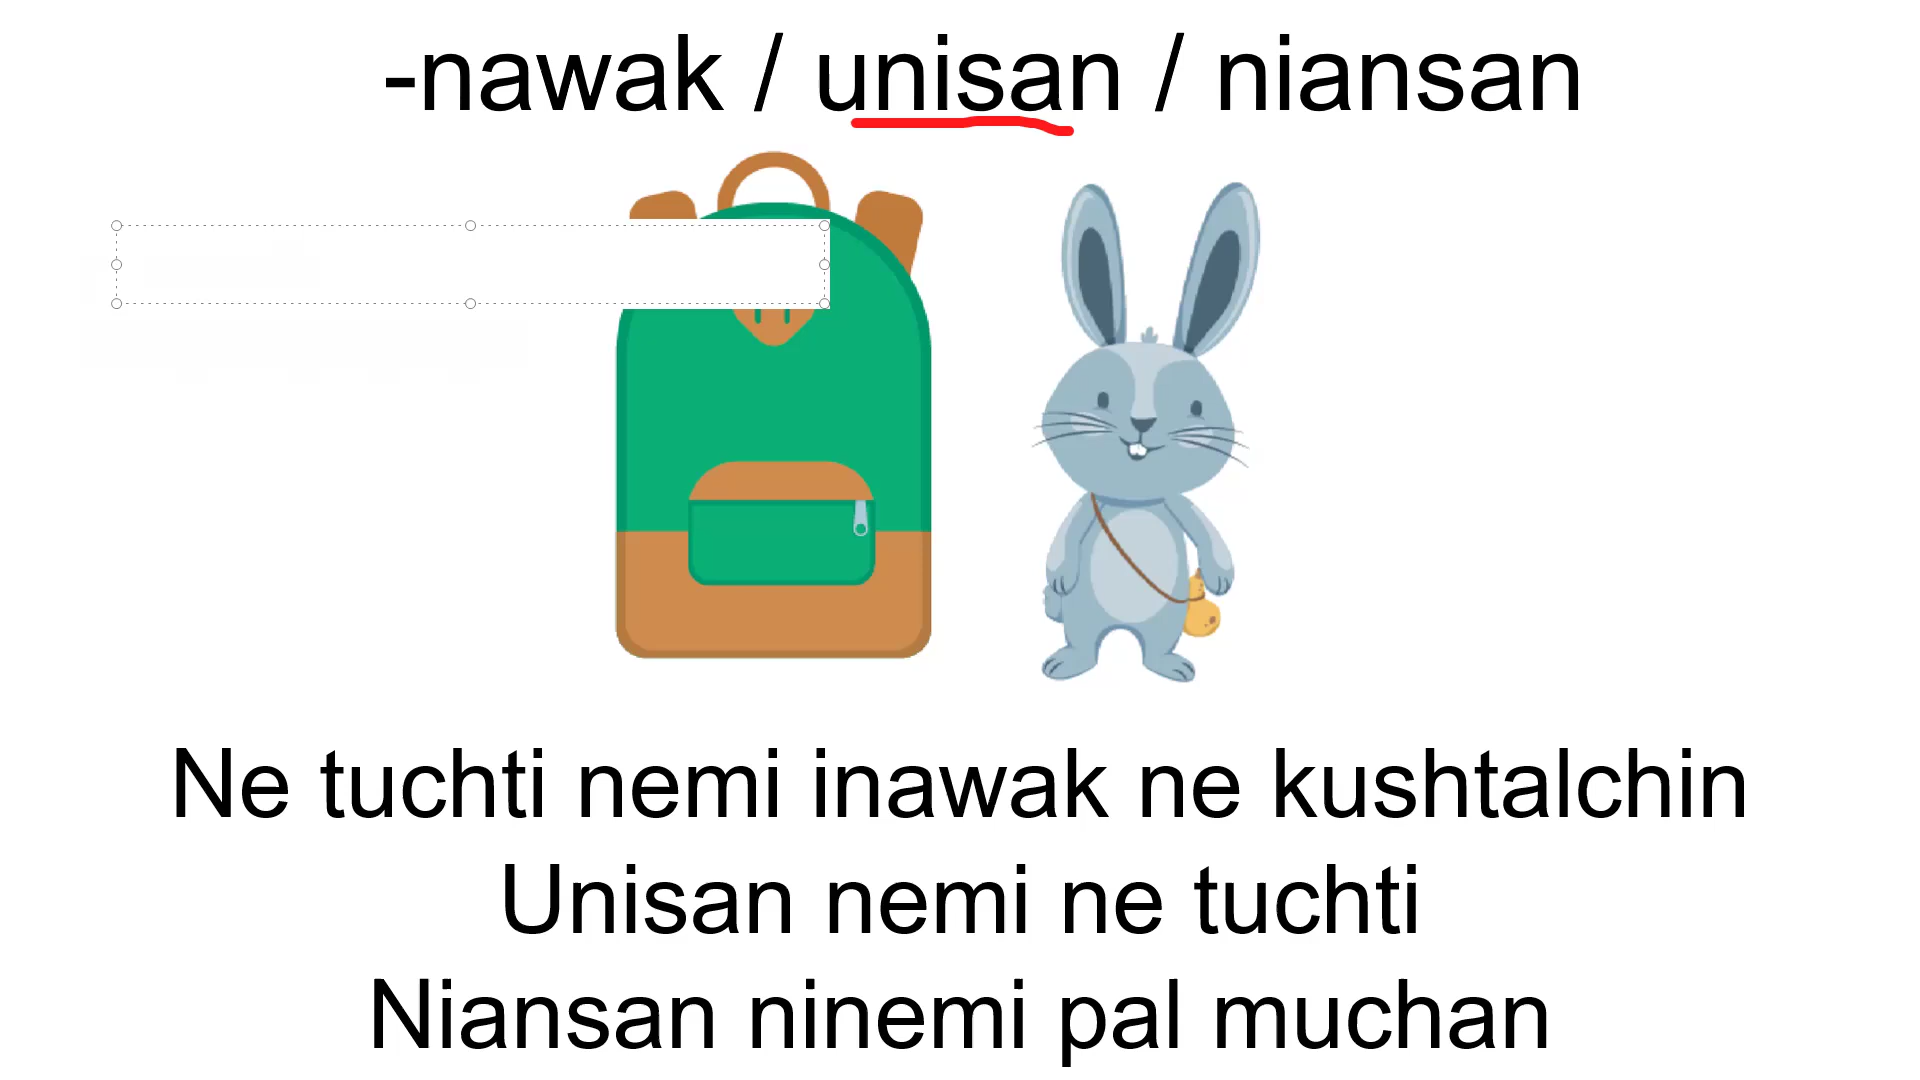 -nawak / unisan / niansan
Ne tuchti nemi inawak ne kushtalchin
Unisan nemi ne tuchti
Niansan ninemi pal muchan